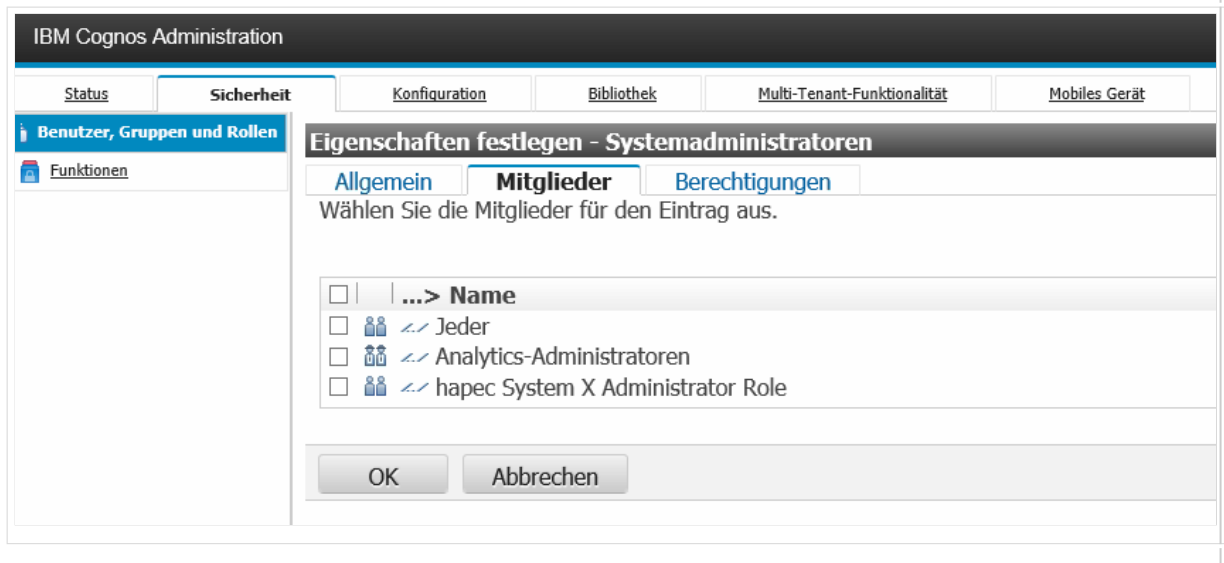 IBM Cognos Administration
Status Sicherheit Konfiguration Bibliothek Multi-Tenant-Funktionalität Mobiles Gerät
Benutzer, Gruppen und Rollen
Funktionen
Eigenschaften festlegen - Systemadministratoren
Allgemein Mitglieder Berechtigungen
Wählen Sie die Mitglieder für den Eintrag aus.
...> Name
Jeder
Analytics-Administratoren
hapec System X Administrator Role
OK Abbrechen